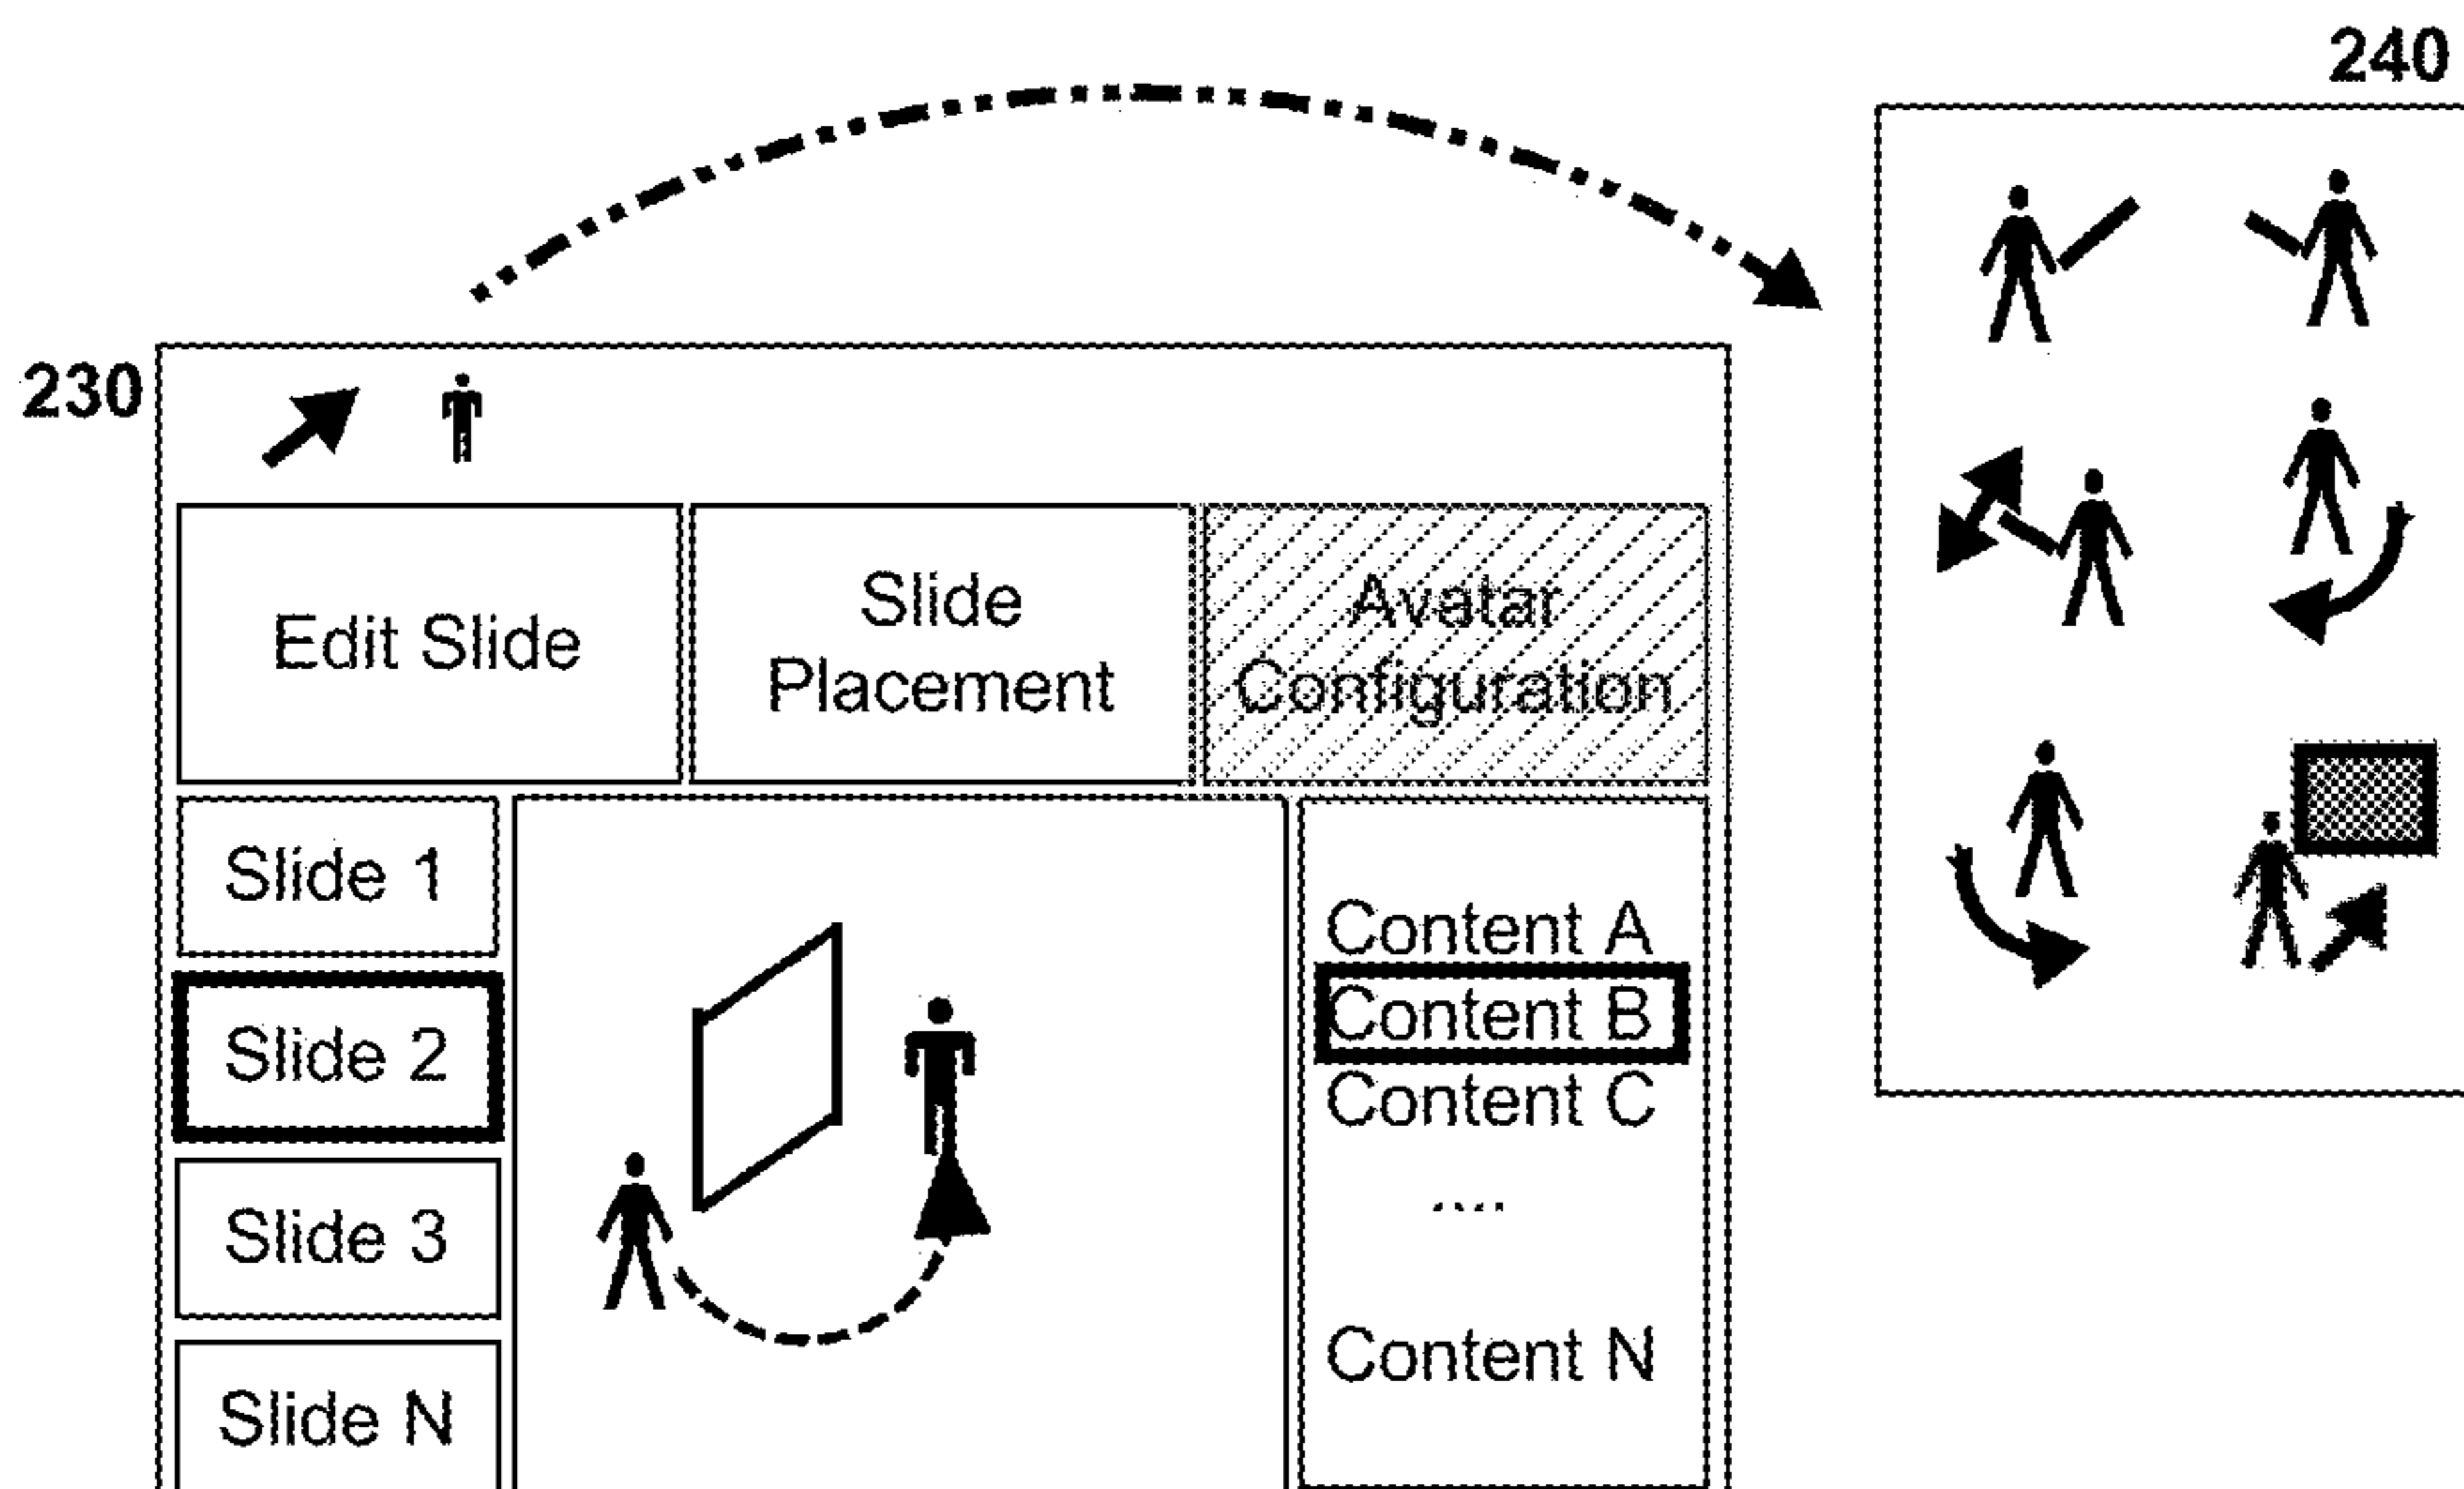 240
230
Edit Slide
Slide
Placement
Avatar
Configuration
Slide 1
Slide 2
Slide 3
Slide N
Content A
Content B
Content C
....
Content N